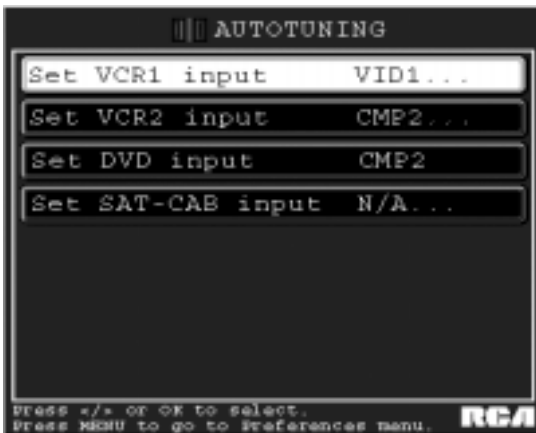 AUTOTUNING
Set VCR1 input VID1...
Set VCR2 input CMP2...
Set DVD input CMP2
Set SAT-CAB input N/A...
Press </> or OK to select.
Press MENU to go to Preferences menu.
RCA